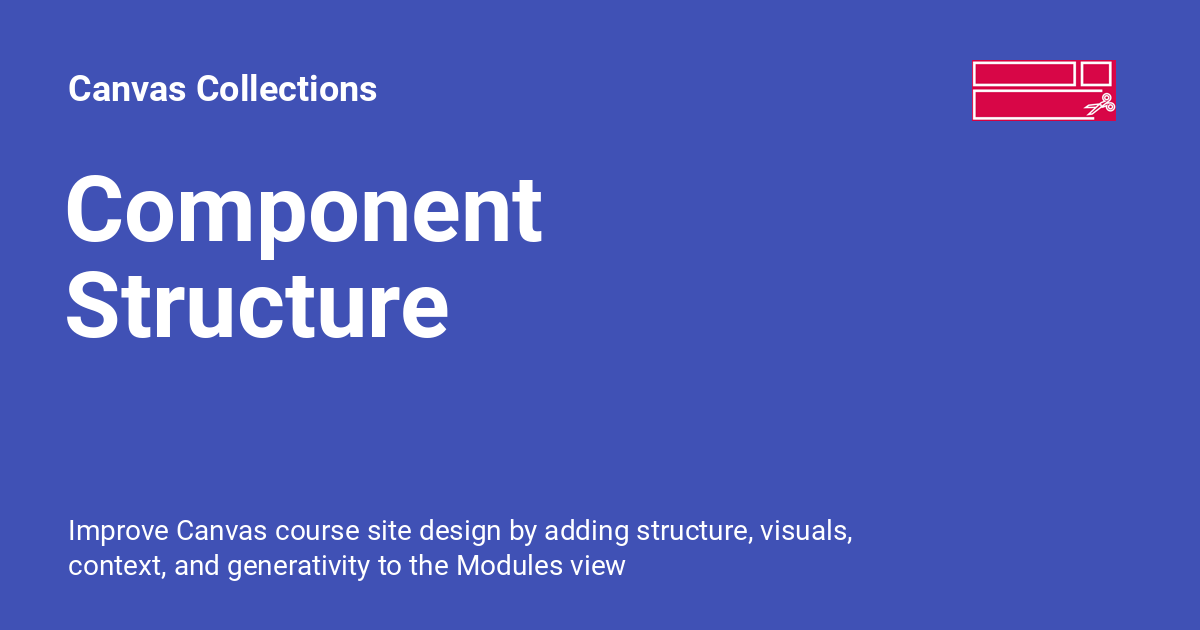 Canvas Collections
Component
Structure
Improve Canvas course site design by adding structure, visuals,
context, and generativity to the Modules view